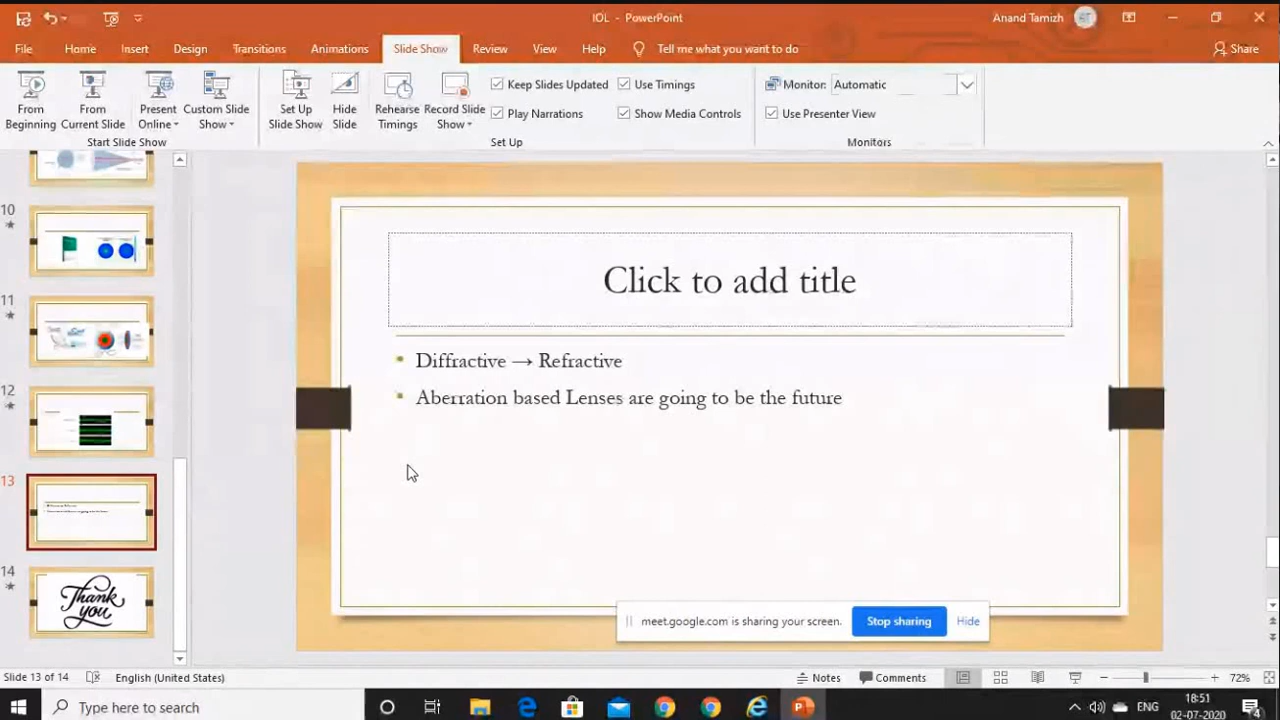 IOL - PowerPoint
Anand Tamizh
File Home Insert Design Transitions Animations Slide Show Review View Help Tell me what you want to do Share
From Beginning
From Current Slide
Present Online
Custom Slide Show
Set Up Slide Show
Hide Slide
Rehearse Timings
Record Slide Show
Keep Slides Updated
Play Narrations
Use Timings
Show Media Controls
Monitor: Automatic
Use Presenter View
Start Slide Show
Set Up
Monitors
10
11
12
13
14
Thank
you
Click to add title
Diffractive → Refractive
Aberration based Lenses are going to be the future
meet.google.com is sharing your screen. Stop sharing Hide
Slide 13 of 14 English (United States) Notes Comments 72%
Type here to search
ENG
18:51
02-07-2020
4